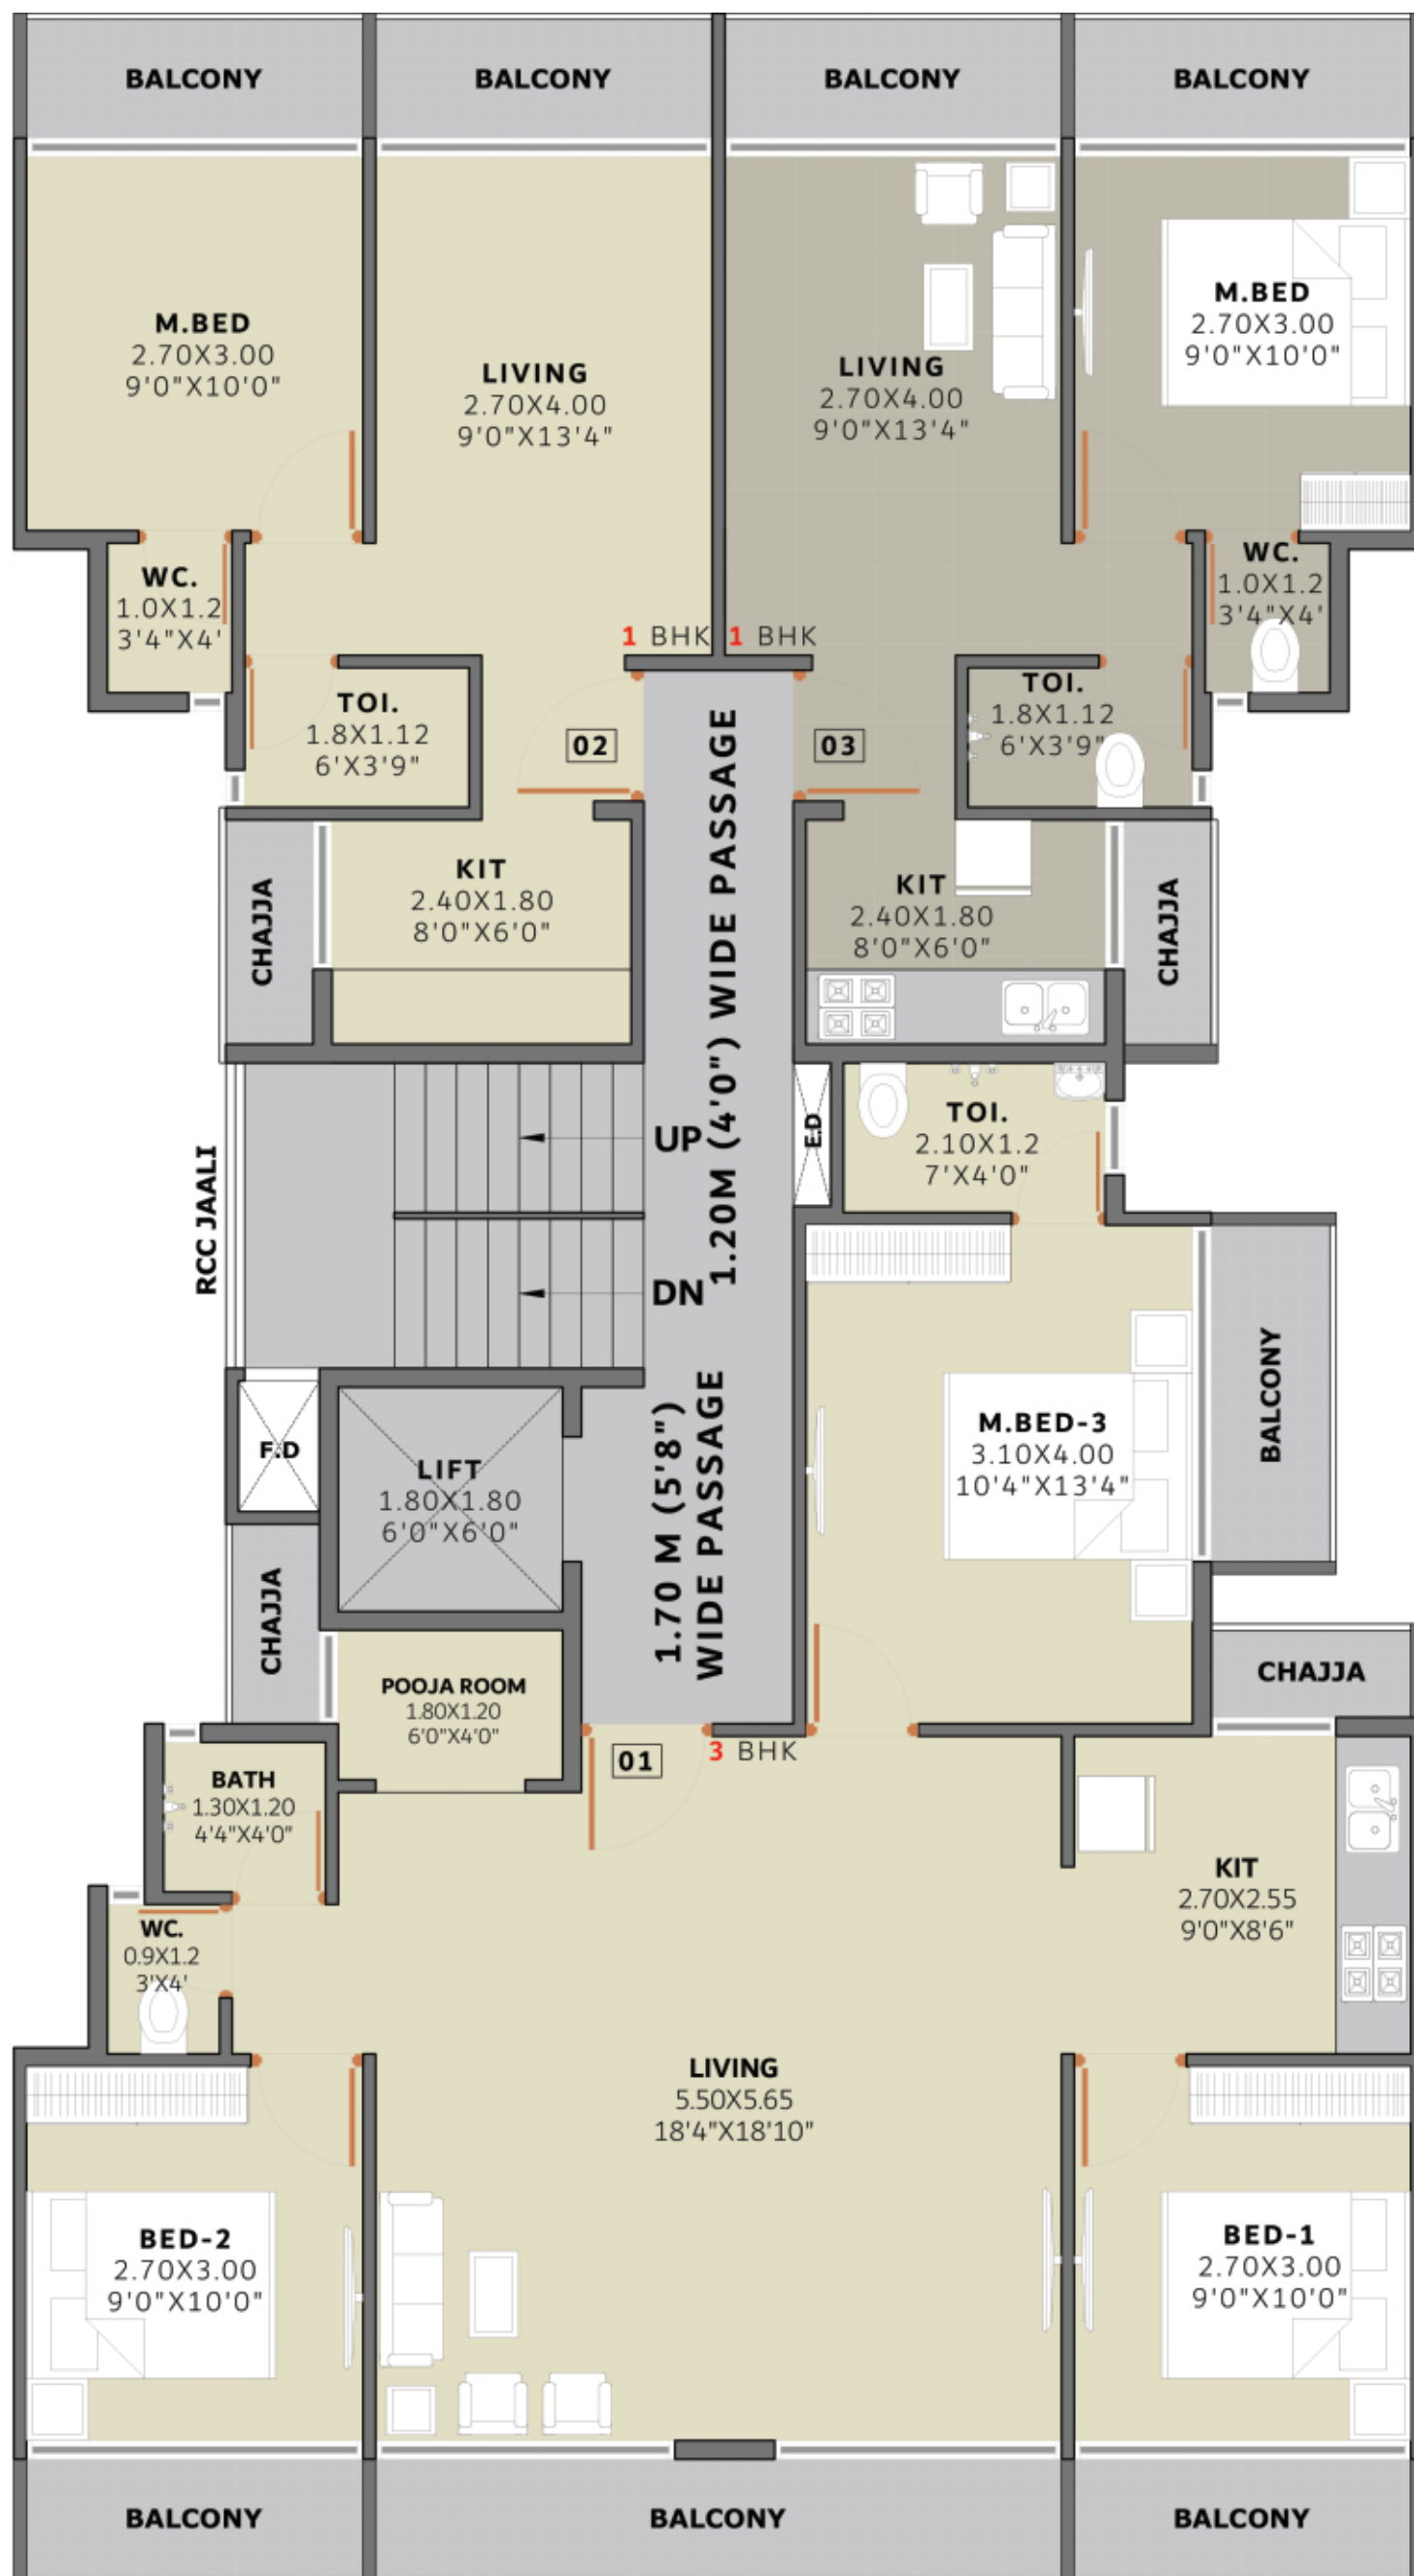 BALCONY
BALCONY
BALCONY
BALCONY
M.BED
2.70X3.00
9'0"X10'0"
LIVING
2.70X4.00
9'0"X13'4"
LIVING
2.70X4.00
9'0"X13'4"
M.BED
2.70X3.00
9'0"X10'0"
WC.
1.0X1.2
3'4"X4'
1 BHK
1 BHK
WC.
1.0X1.2
3'4"X4'
TOI.
1.8X1.12
6'X3'9"
02
03
TOI.
1.8X1.12
6'X3'9"
CHAJJA
KIT
2.40X1.80
8'0"X6'0"
1.20M (4'0") WIDE PASSAGE
KIT
2.40X1.80
8'0"X6'0"
CHAJJA
RCC JAALI
UP
DN
E.D
TOI.
2.10X1.2
7'X4'0"
F.D
LIFT
1.80X1.80
6'0"X6'0"
1.70 M (5'8")
WIDE PASSAGE
M.BED-3
3.10X4.00
10'4"X13'4"
BALCONY
CHAJJA
POOJA ROOM
1.80X1.20
6'0"X4'0"
CHAJJA
01
3 BHK
BATH
1.30X1.20
4'4"X4'0"
WC.
0.9X1.2
3'X4'
KIT
2.70X2.55
9'0"X8'6"
LIVING
5.50X5.65
18'4"X18'10"
BED-2
2.70X3.00
9'0"X10'0"
BED-1
2.70X3.00
9'0"X10'0"
BALCONY
BALCONY
BALCONY